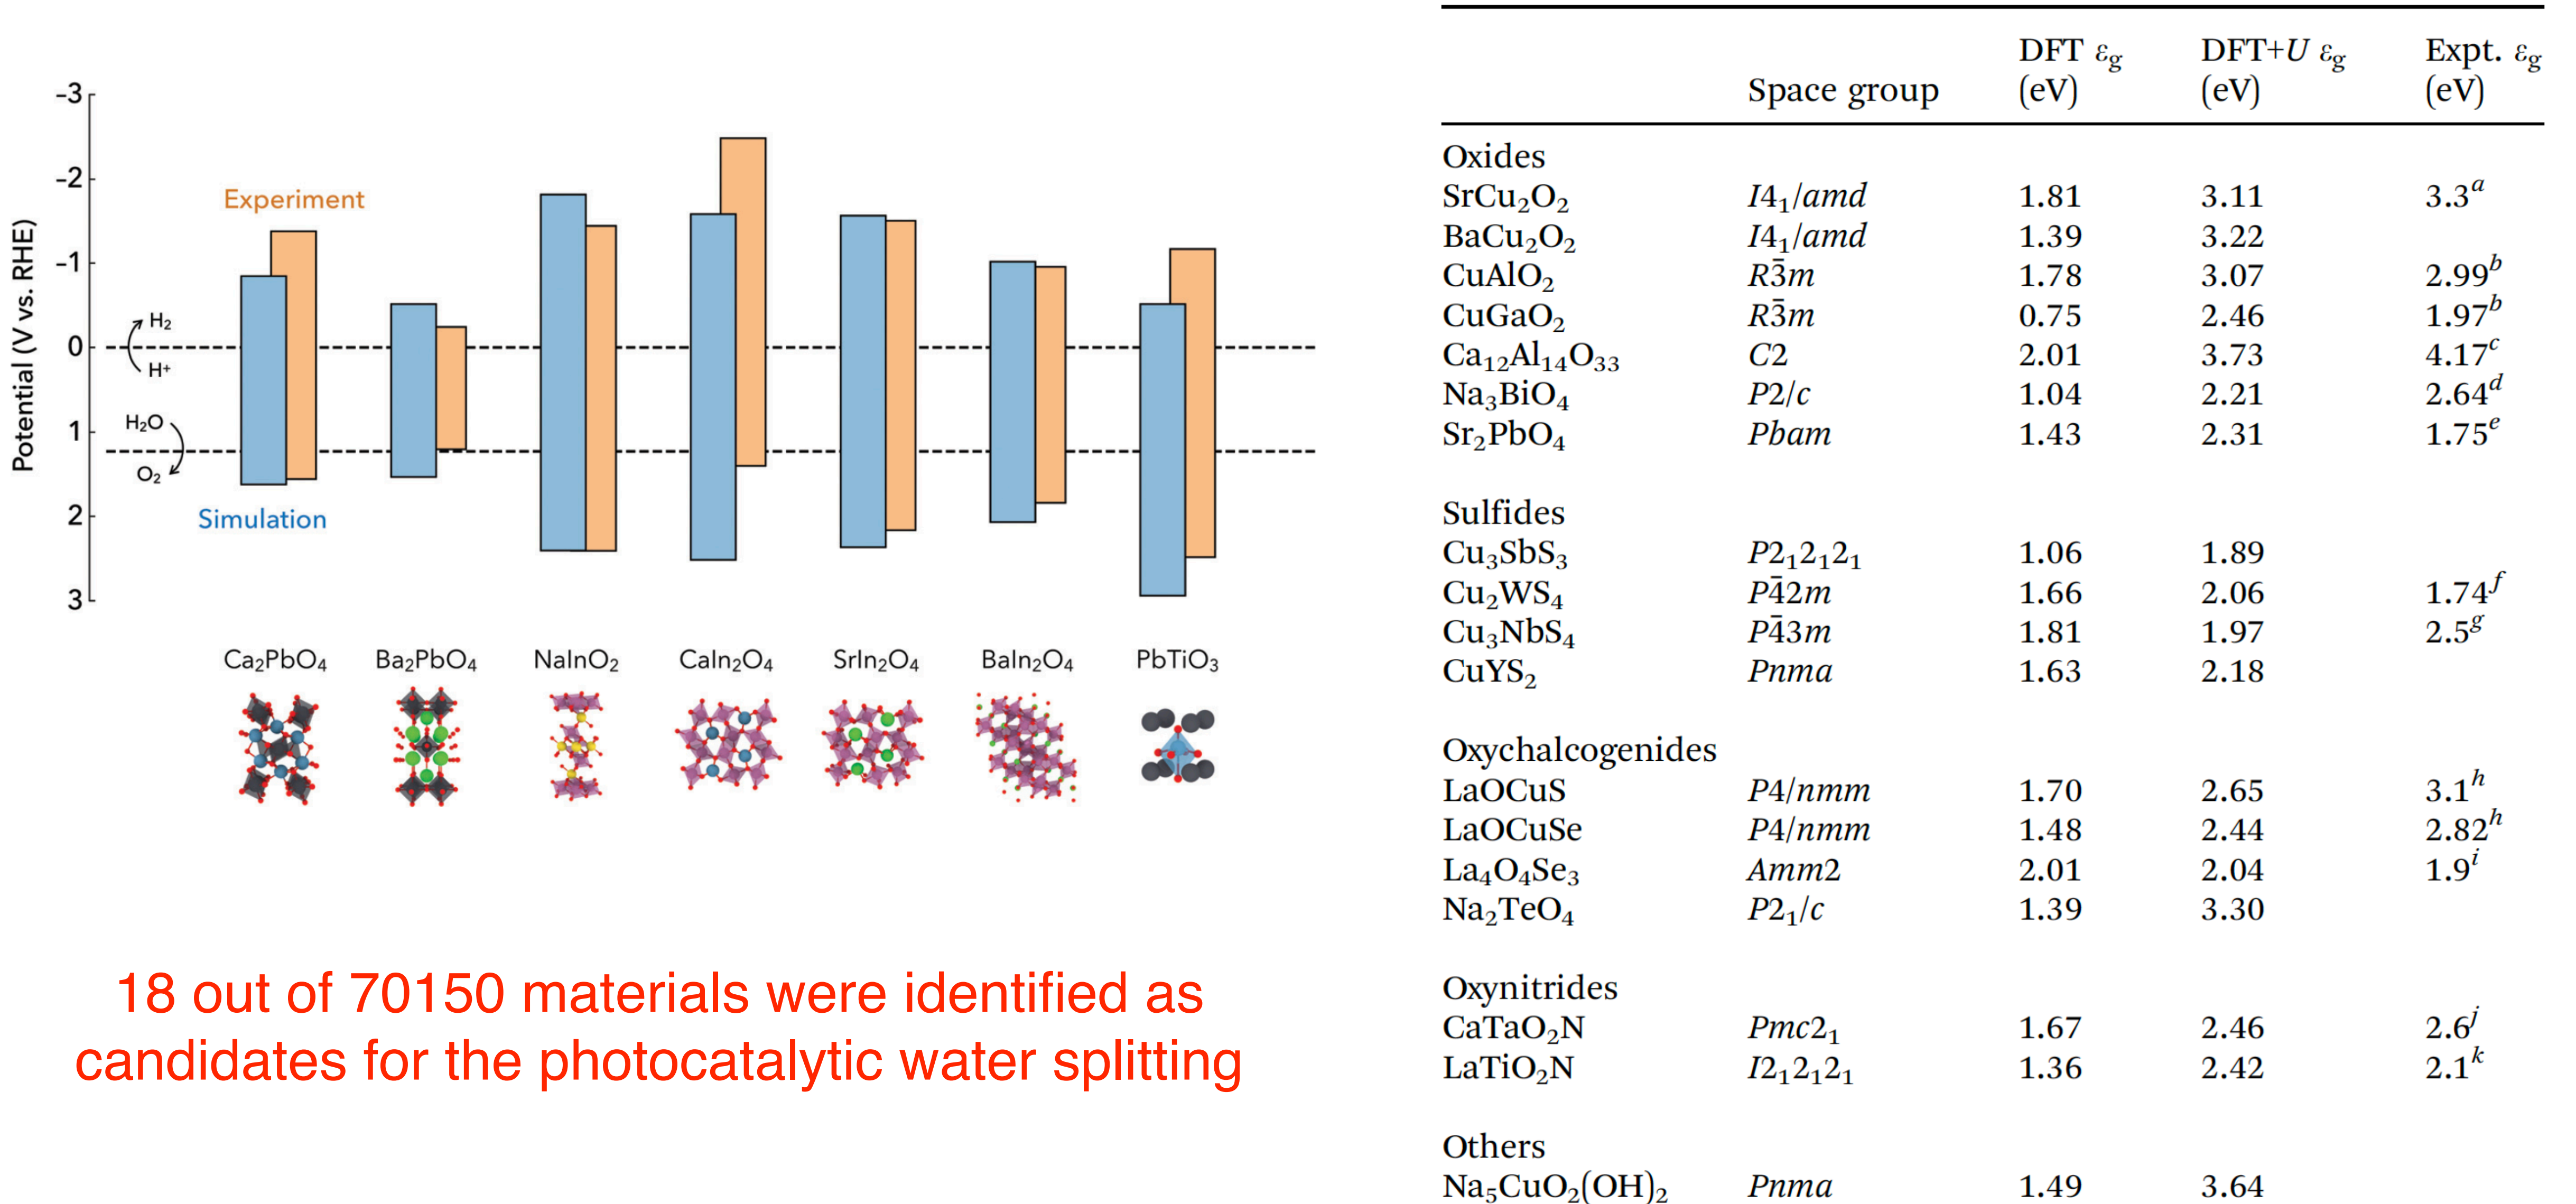 -3
-2
-1
0
1
2
3
Potential (V vs. RHE)
Experiment
H₂
H⁺
H₂O
O₂
Simulation
Ca₂PbO₄ Ba₂PbO₄ NaInO₂ CaIn₂O₄ SrIn₂O₄ BaIn₂O₄ PbTiO₃
18 out of 70150 materials were identified as
candidates for the photocatalytic water splitting
DFT εg DFT+U εg Expt. εg
Space group (eV) (eV) (eV)
Oxides
SrCu₂O₂ I4₁/amd 1.81 3.11 3.3ᵃ
BaCu₂O₂ I4₁/amd 1.39 3.22
CuAlO₂ R3̄m 1.78 3.07 2.99ᵇ
CuGaO₂ R3̄m 0.75 2.46 1.97ᵇ
Ca₁₂Al₁₄O₃₃ C2 2.01 3.73 4.17ᶜ
Na₃BiO₄ P2/c 1.04 2.21 2.64ᵈ
Sr₂PbO₄ Pbam 1.43 2.31 1.75ᵉ
Sulfides
Cu₃SbS₃ P2₁2₁2₁ 1.06 1.89
Cu₂WS₄ P4̄2m 1.66 2.06 1.74ᶠ
Cu₃NbS₄ P4̄3m 1.81 1.97 2.5ᵍ
CuYS₂ Pnma 1.63 2.18
Oxychalcogenides
LaOCuS P4/nmm 1.70 2.65 3.1ʰ
LaOCuSe P4/nmm 1.48 2.44 2.82ʰ
La₄O₄Se₃ Amm2 2.01 2.04 1.9ⁱ
Na₂TeO₄ P2₁/c 1.39 3.30
Oxynitrides
CaTaO₂N Pmc2₁ 1.67 2.46 2.6ʲ
LaTiO₂N I2₁2₁2₁ 1.36 2.42 2.1ᵏ
Others
Na₅CuO₂(OH)₂ Pnma 1.49 3.64